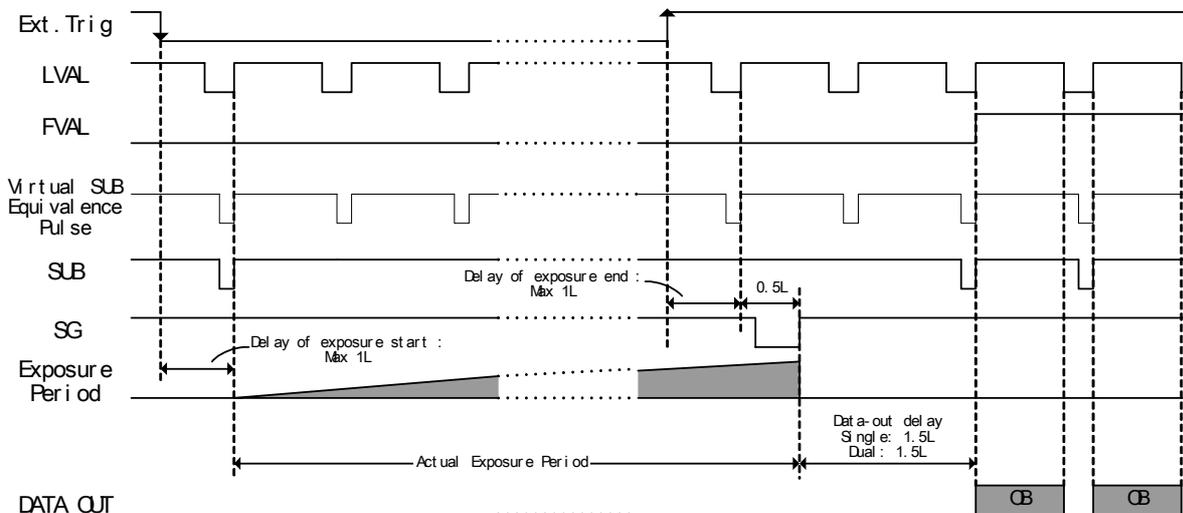 Ext. Trig
LVAL
FVAL
Virtual SUB
Equivalence
Pulse
SUB
Delay of exposure end :
Max 1L
0.5L
SG
Delay of exposure start :
Max 1L
Exposure
Period
Data-out delay
Single: 1.5L
Dual: 1.5L
Actual Exposure Period
DATA OUT
OB
OB